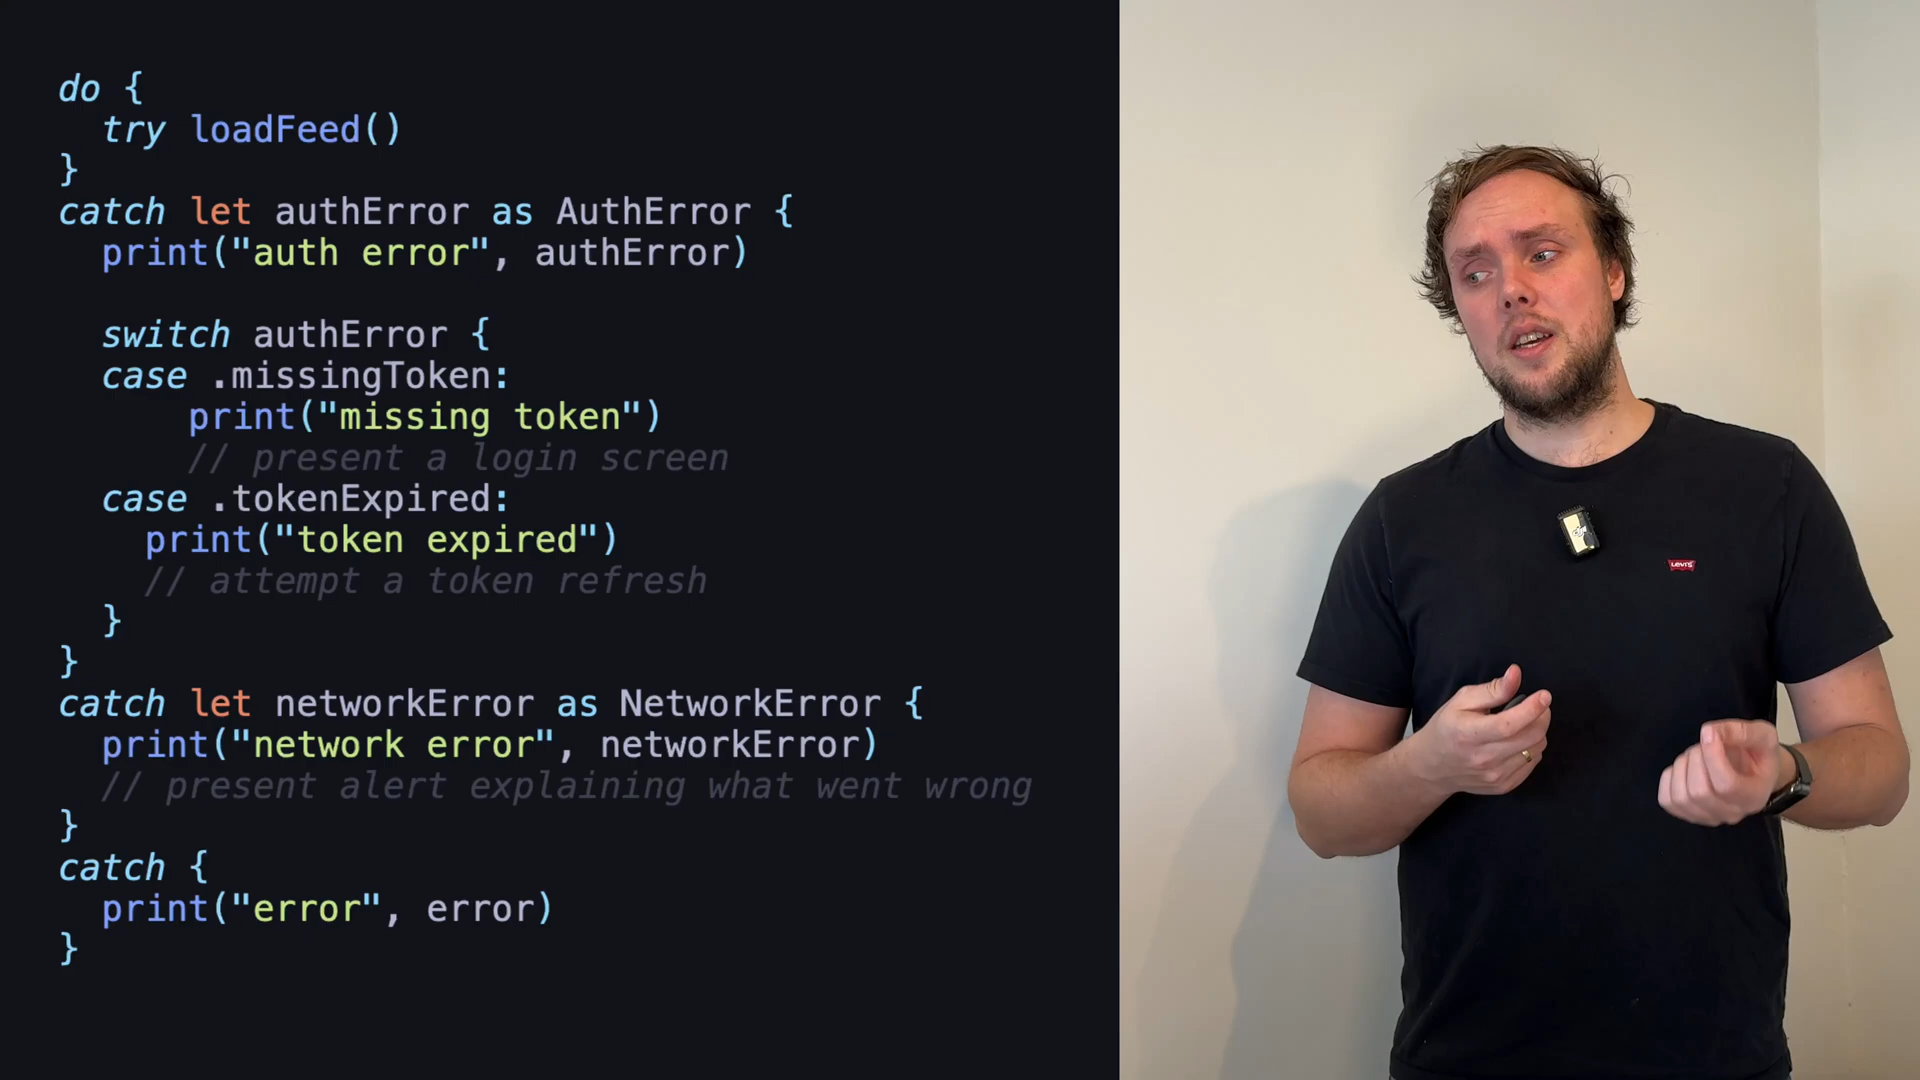 do {
  try loadFeed()
}
catch let authError as AuthError {
  print("auth error", authError)

  switch authError {
  case .missingToken:
      print("missing token")
      // present a login screen
  case .tokenExpired:
    print("token expired")
    // attempt a token refresh
  }
}
catch let networkError as NetworkError {
  print("network error", networkError)
  // present alert explaining what went wrong
}
catch {
  print("error", error)
}
LEVI'S